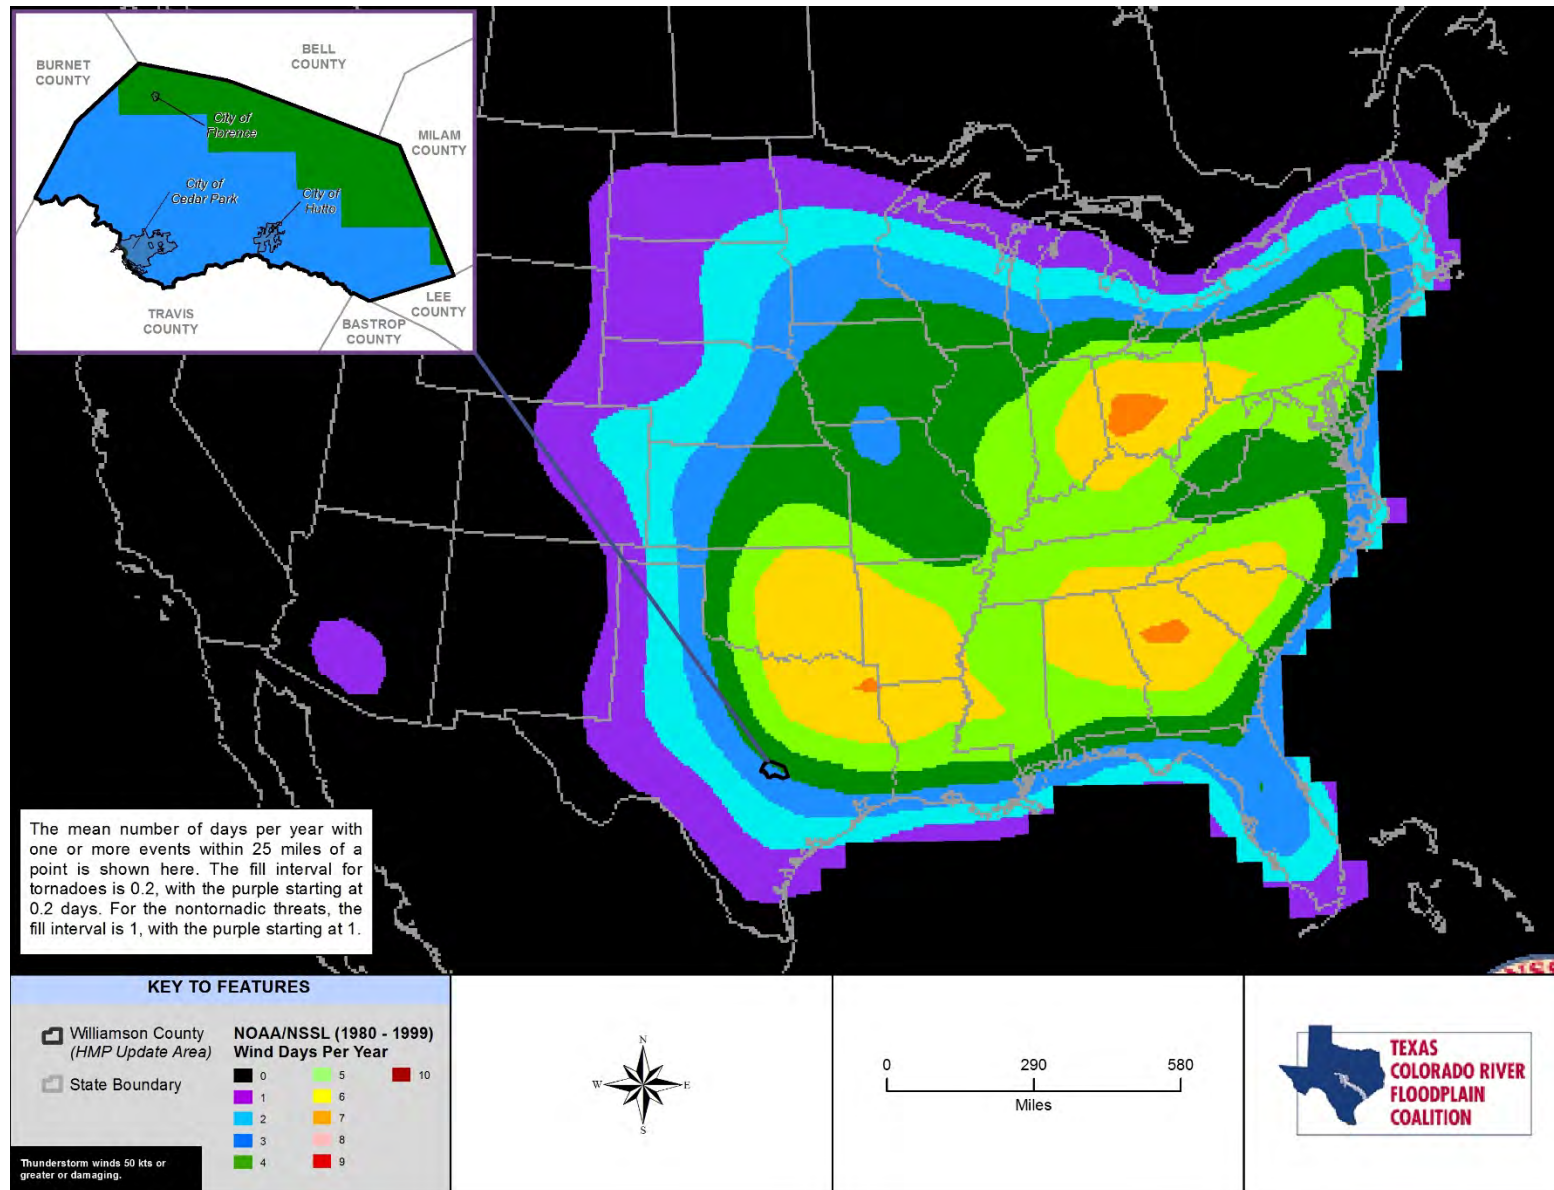 BURNET
COUNTY
BELL
COUNTY
City of
Florence
MILAM
COUNTY
City of
Cedar Park
City of
Hutto
LEE
COUNTY
TRAVIS
COUNTY
BASTROP
COUNTY
The mean number of days per year with
one or more events within 25 miles of a
point is shown here. The fill interval for
tornadoes is 0.2, with the purple starting at
0.2 days. For the nontornadic threats, the
fill interval is 1, with the purple starting at 1.
KEY TO FEATURES
Williamson County
(HMP Update Area)
State Boundary
NOAA/NSSL (1980 - 1999)
Wind Days Per Year
0
1
2
3
4
5
6
7
8
9
10
Thunderstorm winds 50 kts or
greater or damaging.
N
W
E
S
0 290 580
Miles
TEXAS
COLORADO RIVER
FLOODPLAIN
COALITION